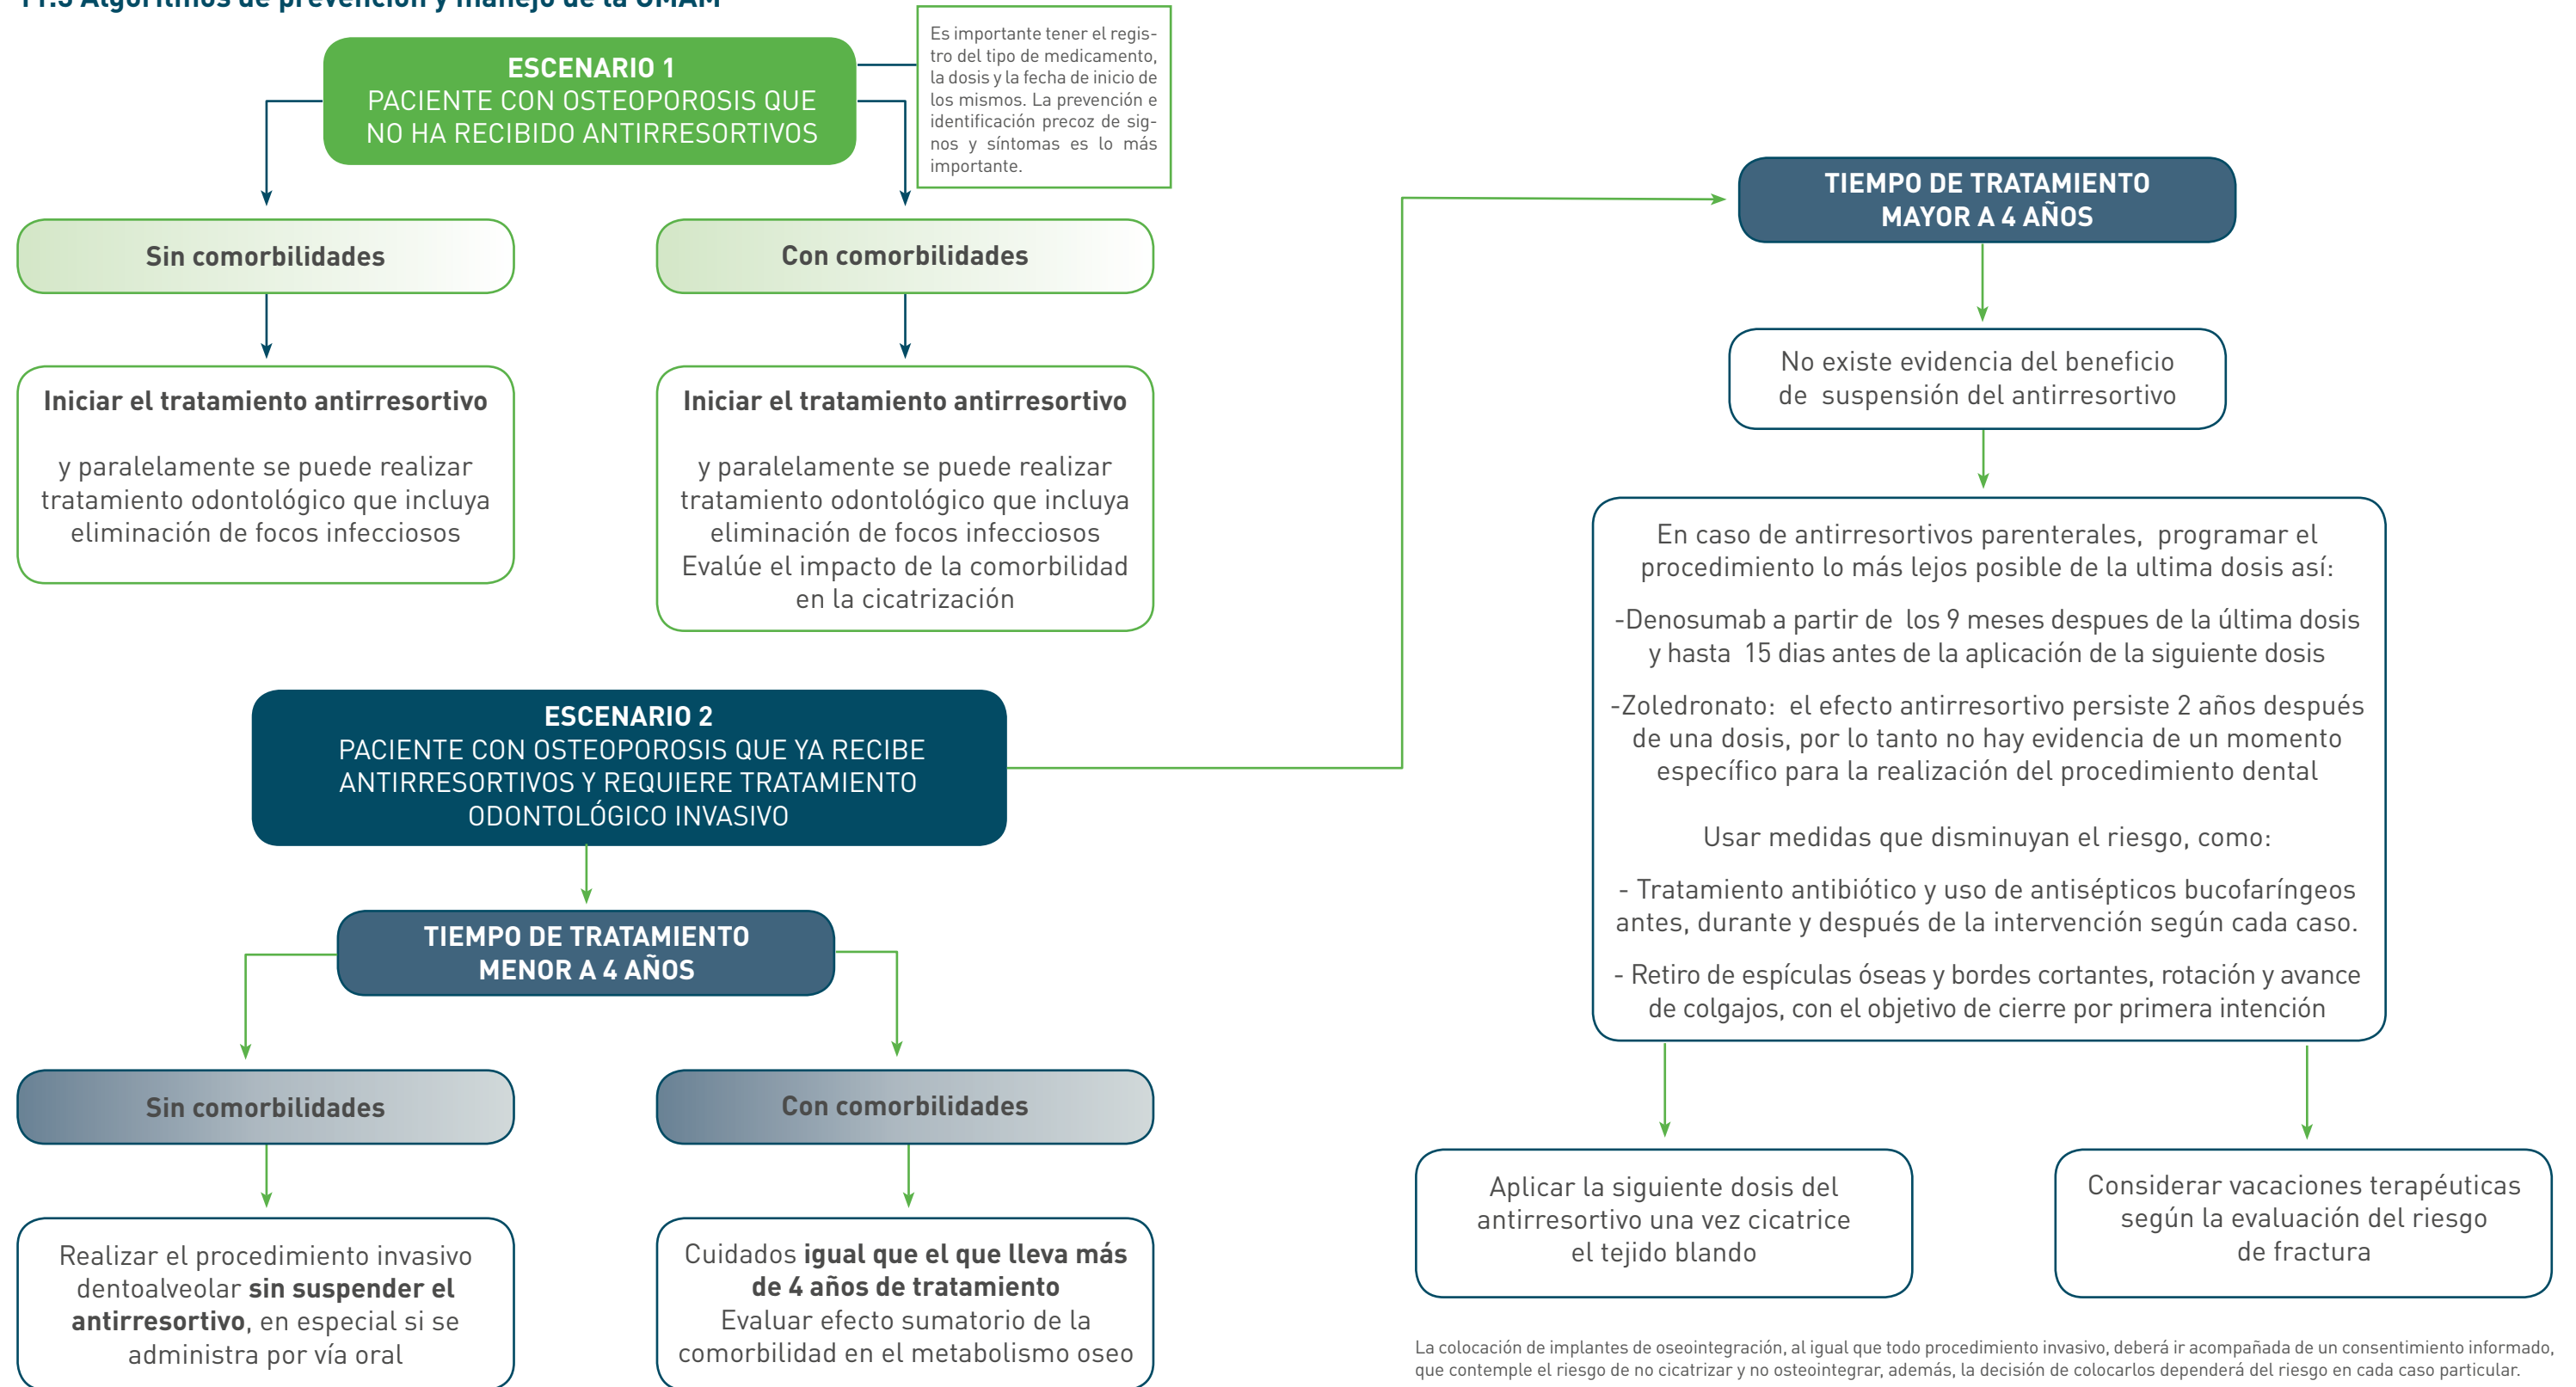 11.3 Algoritmos de prevención y manejo de la OMAM
ESCENARIO 1
PACIENTE CON OSTEOPOROSIS QUE
NO HA RECIBIDO ANTIRRESORTIVOS
Es importante tener el regis-
tro del tipo de medicamento,
la dosis y la fecha de inicio de
los mismos. La prevención e
identificación precoz de sig-
nos y síntomas es lo más
importante.
Sin comorbilidades
Con comorbilidades
Iniciar el tratamiento antirresortivo
y paralelamente se puede realizar
tratamiento odontológico que incluya
eliminación de focos infecciosos
Iniciar el tratamiento antirresortivo
y paralelamente se puede realizar
tratamiento odontológico que incluya
eliminación de focos infecciosos
Evalúe el impacto de la comorbilidad
en la cicatrización
ESCENARIO 2
PACIENTE CON OSTEOPOROSIS QUE YA RECIBE
ANTIRRESORTIVOS Y REQUIERE TRATAMIENTO
ODONTOLÓGICO INVASIVO
TIEMPO DE TRATAMIENTO
MENOR A 4 AÑOS
Sin comorbilidades
Con comorbilidades
Realizar el procedimiento invasivo
dentoalveolar sin suspender el
antirresortivo, en especial si se
administra por vía oral
Cuidados igual que el que lleva más
de 4 años de tratamiento
Evaluar efecto sumatorio de la
comorbilidad en el metabolismo oseo
TIEMPO DE TRATAMIENTO
MAYOR A 4 AÑOS
No existe evidencia del beneficio
de suspensión del antirresortivo
En caso de antirresortivos parenterales, programar el
procedimiento lo más lejos posible de la ultima dosis así:
-Denosumab a partir de los 9 meses despues de la última dosis
y hasta 15 dias antes de la aplicación de la siguiente dosis
-Zoledronato: el efecto antirresortivo persiste 2 años después
de una dosis, por lo tanto no hay evidencia de un momento
específico para la realización del procedimiento dental
Usar medidas que disminuyan el riesgo, como:
- Tratamiento antibiótico y uso de antisépticos bucofaríngeos
antes, durante y después de la intervención según cada caso.
- Retiro de espículas óseas y bordes cortantes, rotación y avance
de colgajos, con el objetivo de cierre por primera intención
Aplicar la siguiente dosis del
antirresortivo una vez cicatrice
el tejido blando
Considerar vacaciones terapéuticas
según la evaluación del riesgo
de fractura
La colocación de implantes de oseointegración, al igual que todo procedimiento invasivo, deberá ir acompañada de un consentimiento informado,
que contemple el riesgo de no cicatrizar y no osteointegrar, además, la decisión de colocarlos dependerá del riesgo en cada caso particular.